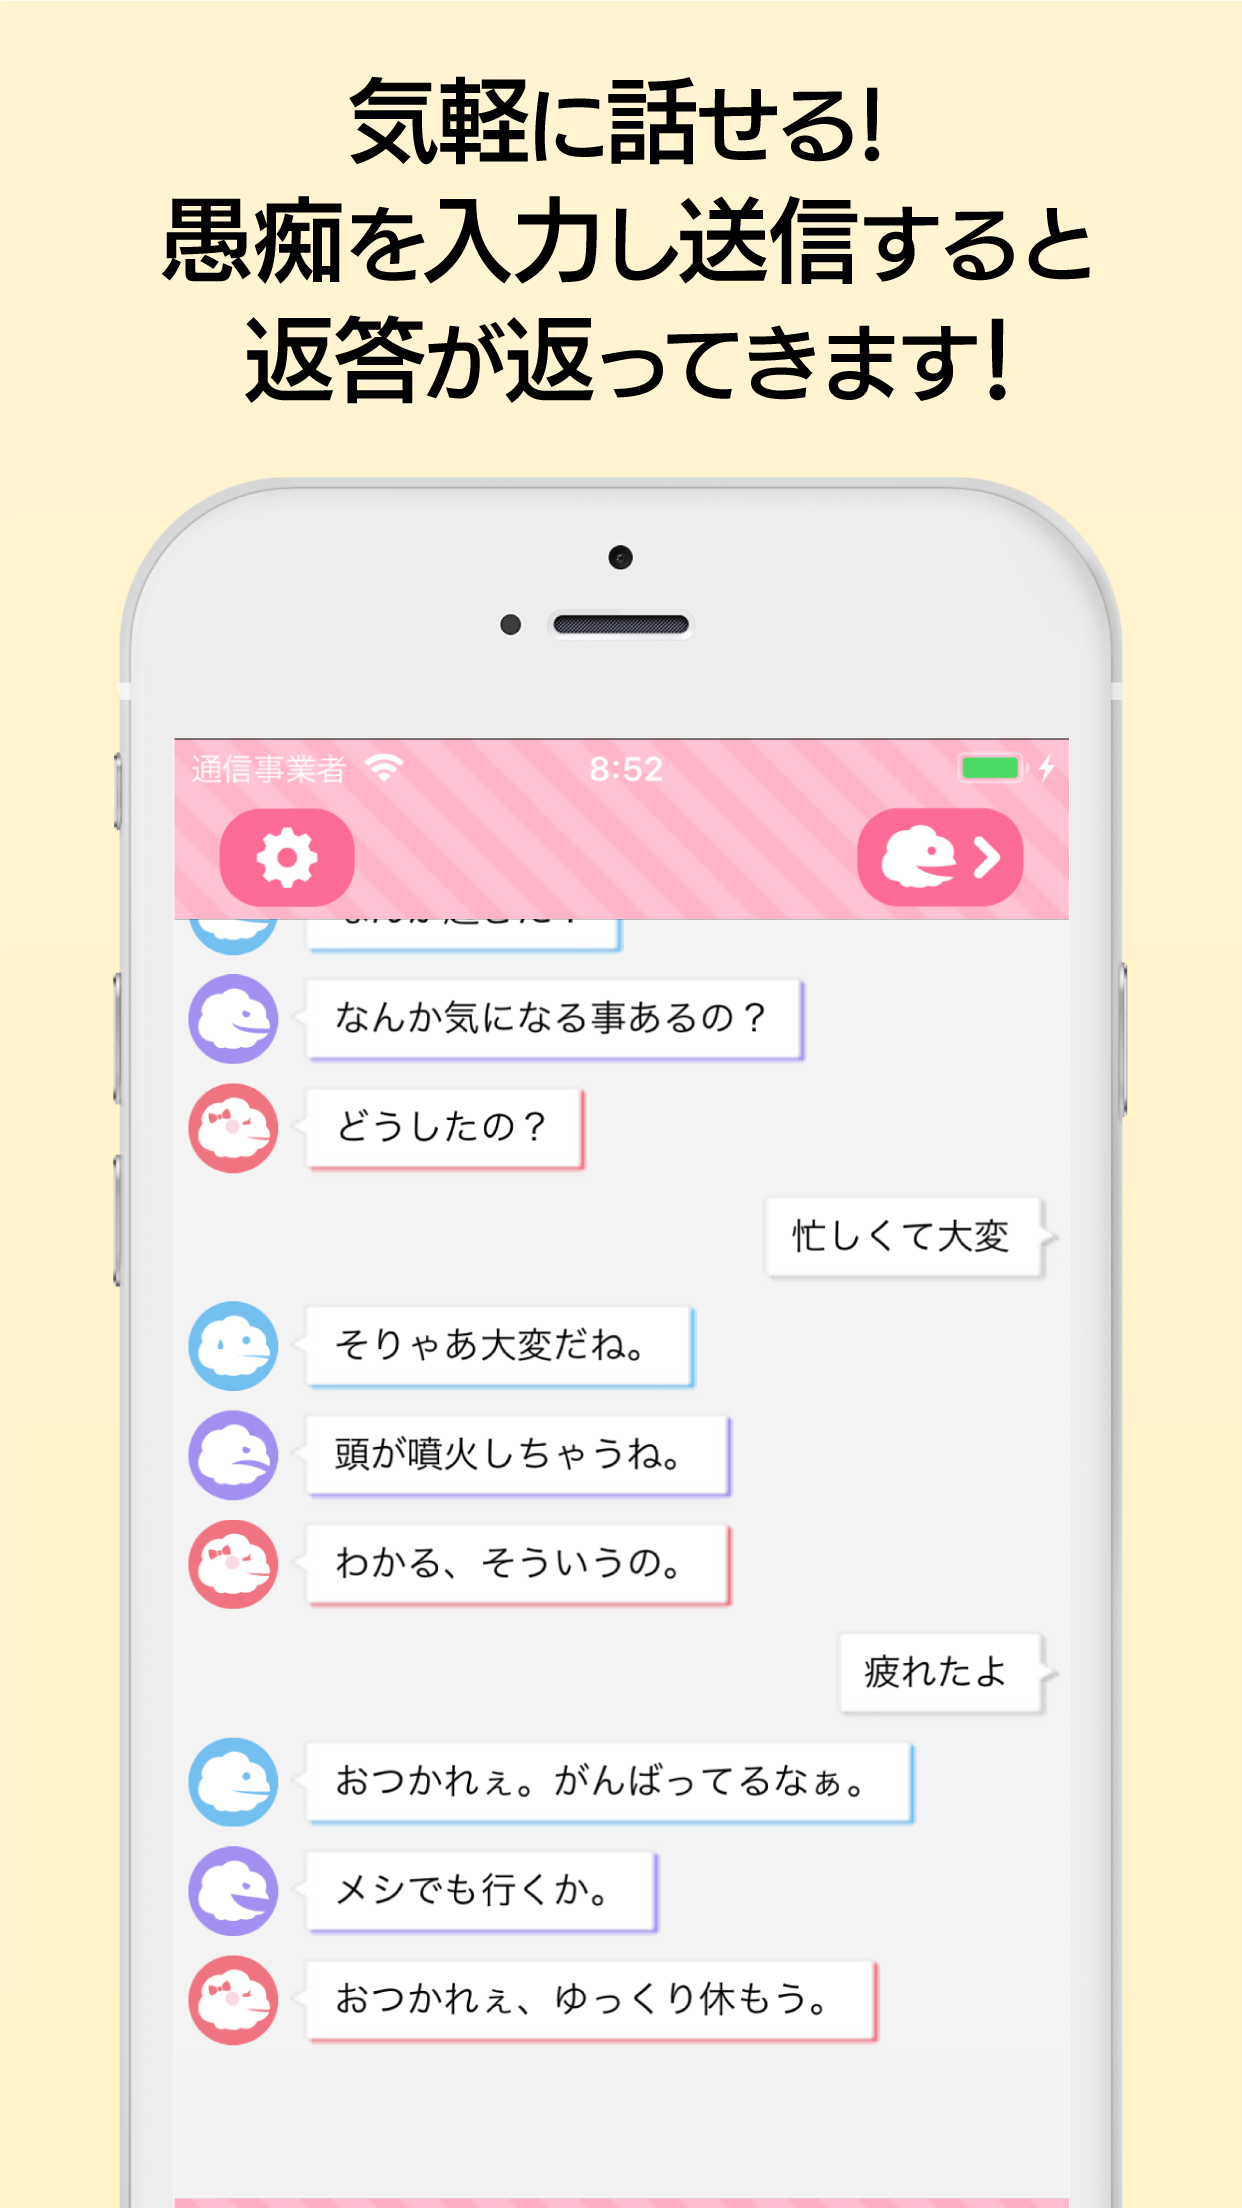 気軽に話せる!
愚痴を入力し送信すると
返答が返ってきます!
通信事業者
8:52
なんか気になる事あるの？
どうしたの？
忙しくて大変
そりゃあ大変だね。
頭が噴火しちゃうね。
わかる、そういうの。
疲れたよ
おつかれぇ。がんばってるなぁ。
メシでも行くか。
おつかれぇ、ゆっくり休もう。